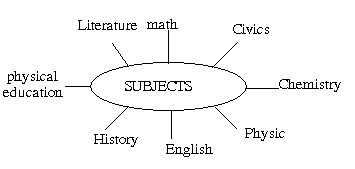 Literature
math
Civics
physical
education
SUBJECTS
Chemistry
History
English
Physic